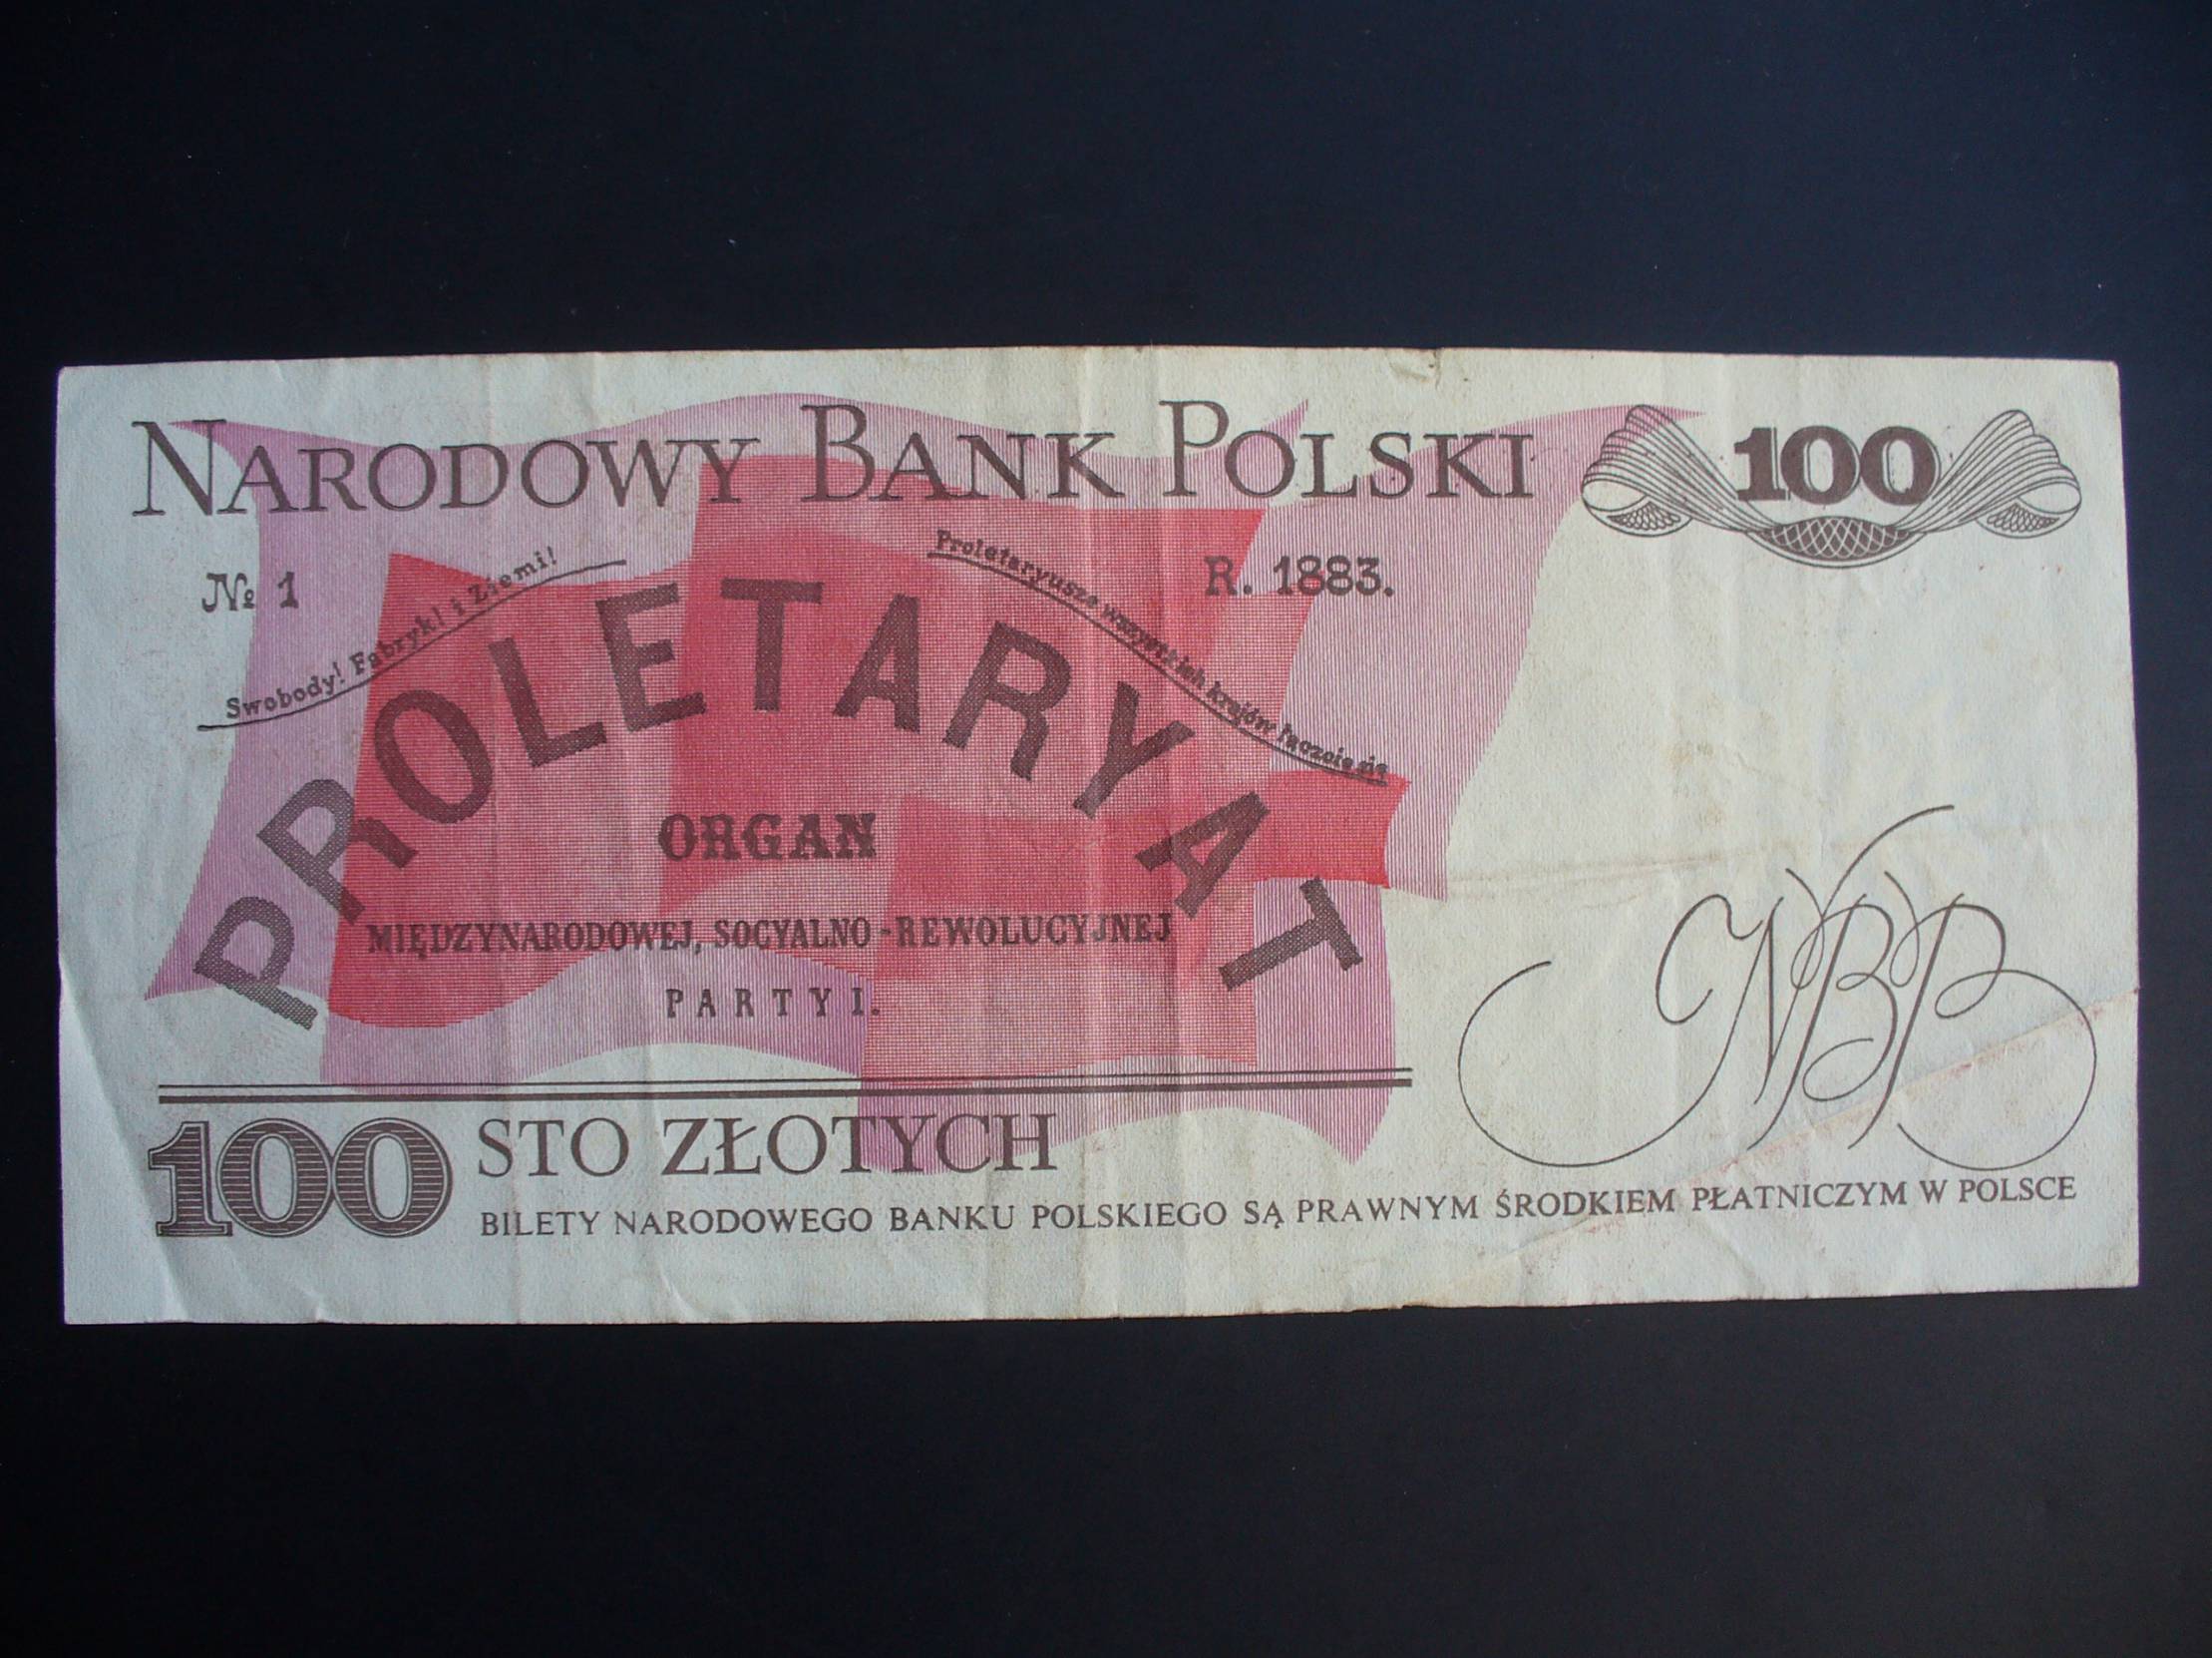 NARODOWY BANK POLSKI
100
№ 1
Swobody! Fabryki i Ziemi!
Proletaryusze wszystkich krajów łączcie się
R. 1883.
PROLETARYAT
ORGAN
MIĘDZYNARODOWEJ, SOCYALNO-REWOLUCYJNEJ
PARTYI.
NBP
100 STO ZŁOTYCH
BILETY NARODOWEGO BANKU POLSKIEGO SĄ PRAWNYM ŚRODKIEM PŁATNICZYM W POLSCE